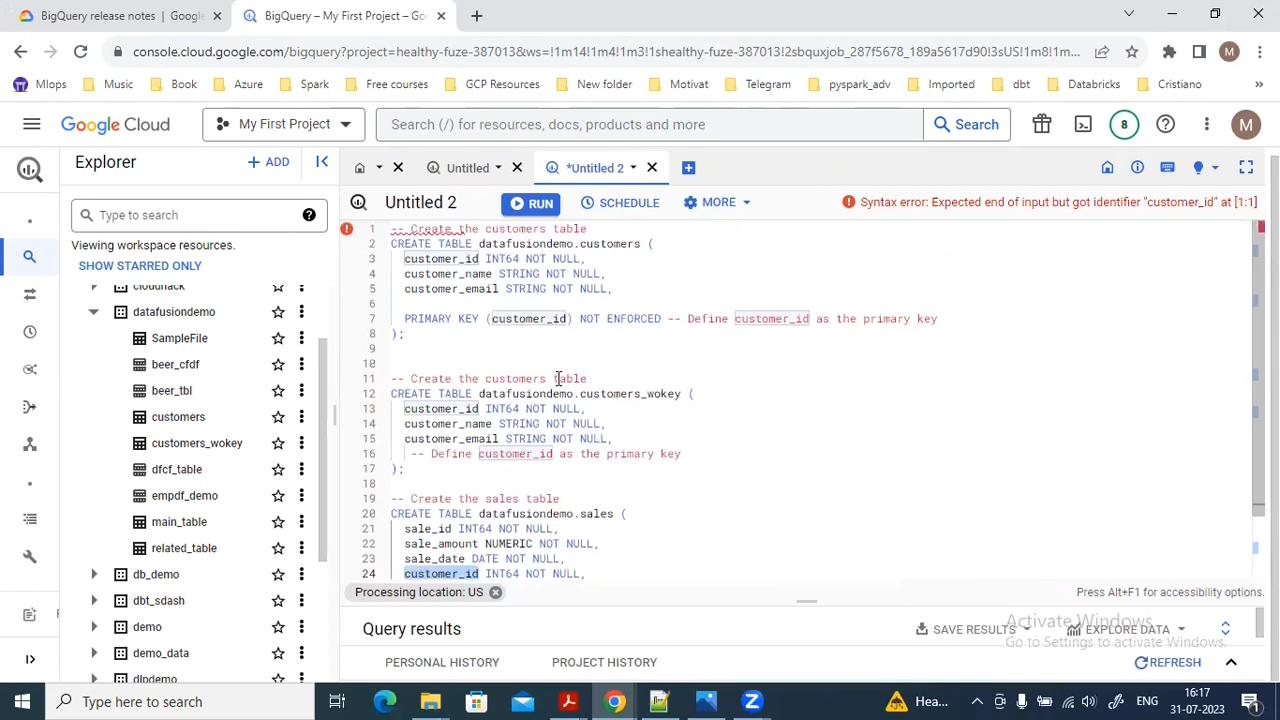 BigQuery release notes | Google
BigQuery – My First Project – Go
console.cloud.google.com/bigquery?project=healthy-fuze-387013&ws=!1m14!1m4!1m3!1shealthy-fuze-387013!2sbquxjob_287f5678_189a5617d90!3sUS!1m8!1m...
M
Mlops
Music
Book
Azure
Spark
Free courses
GCP Resources
New folder
Motivat
Telegram
pyspark_adv
Imported
dbt
Databricks
Cristiano
Google Cloud
My First Project
Search (/) for resources, docs, products and more
Search
8
M
Explorer
+ ADD
Untitled
*Untitled 2
Type to search
Untitled 2
RUN
SCHEDULE
MORE
Syntax error: Expected end of input but got identifier "customer_id" at [1:1]
Viewing workspace resources.
SHOW STARRED ONLY
cloudhack
datafusiondemo
SampleFile
beer_cfdf
beer_tbl
customers
customers_wokey
dfcf_table
empdf_demo
main_table
related_table
db_demo
dbt_sdash
demo
demo_data
dlpdemo
1 -- Create the customers table
2 CREATE TABLE datafusiondemo.customers (
3 customer_id INT64 NOT NULL,
4 customer_name STRING NOT NULL,
5 customer_email STRING NOT NULL,
6
7 PRIMARY KEY (customer_id) NOT ENFORCED -- Define customer_id as the primary key
8 );
9
10
11 -- Create the customers table
12 CREATE TABLE datafusiondemo.customers_wokey (
13 customer_id INT64 NOT NULL,
14 customer_name STRING NOT NULL,
15 customer_email STRING NOT NULL,
16 -- Define customer_id as the primary key
17 );
18
19 -- Create the sales table
20 CREATE TABLE datafusiondemo.sales (
21 sale_id INT64 NOT NULL,
22 sale_amount NUMERIC NOT NULL,
23 sale_date DATE NOT NULL,
24 customer_id INT64 NOT NULL,
Processing location: US
Press Alt+F1 for accessibility options.
Query results
SAVE RESULTS
EXPLORE DATA
Activate Windows
Go to Settings to activate Windows.
PERSONAL HISTORY
PROJECT HISTORY
REFRESH
Type here to search
Hea...
ENG
16:17
31-07-2023
1